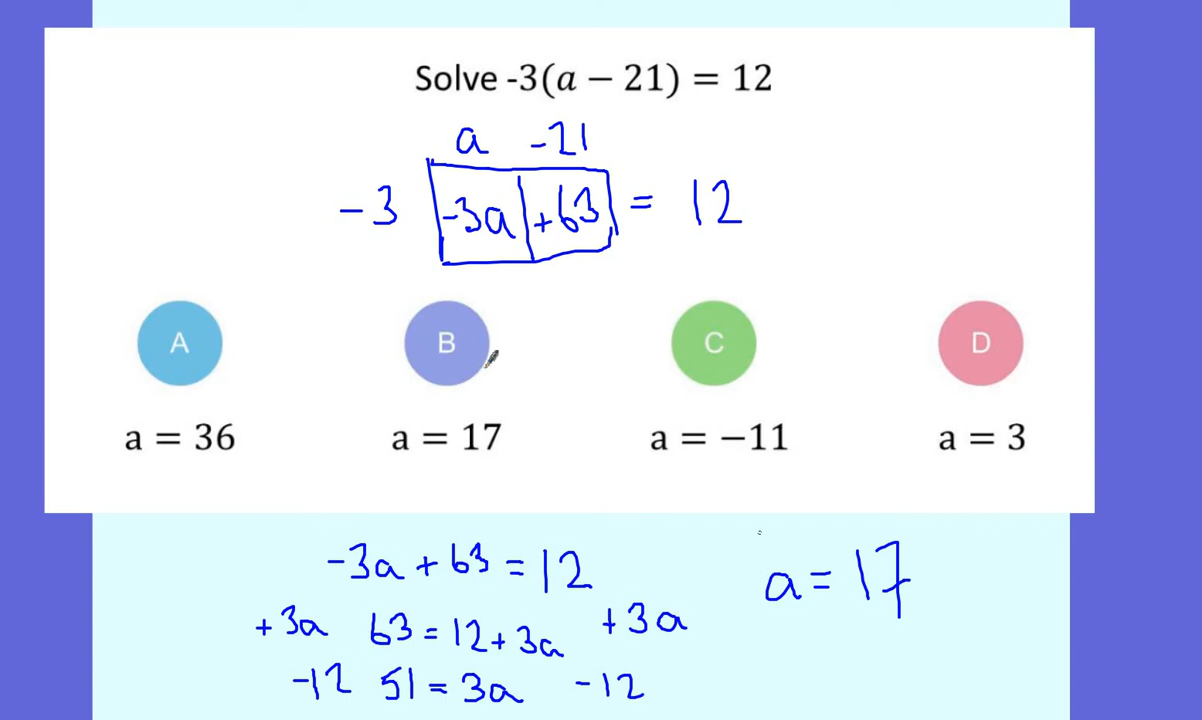 Solve -3(a − 21) = 12
a -21
-3 -3a +63 = 12
A B C D
a = 36 a = 17 a = −11 a = 3
-3a + 63 = 12
a = 17
+3a 63 = 12 + 3a +3a
-12 51 = 3a -12